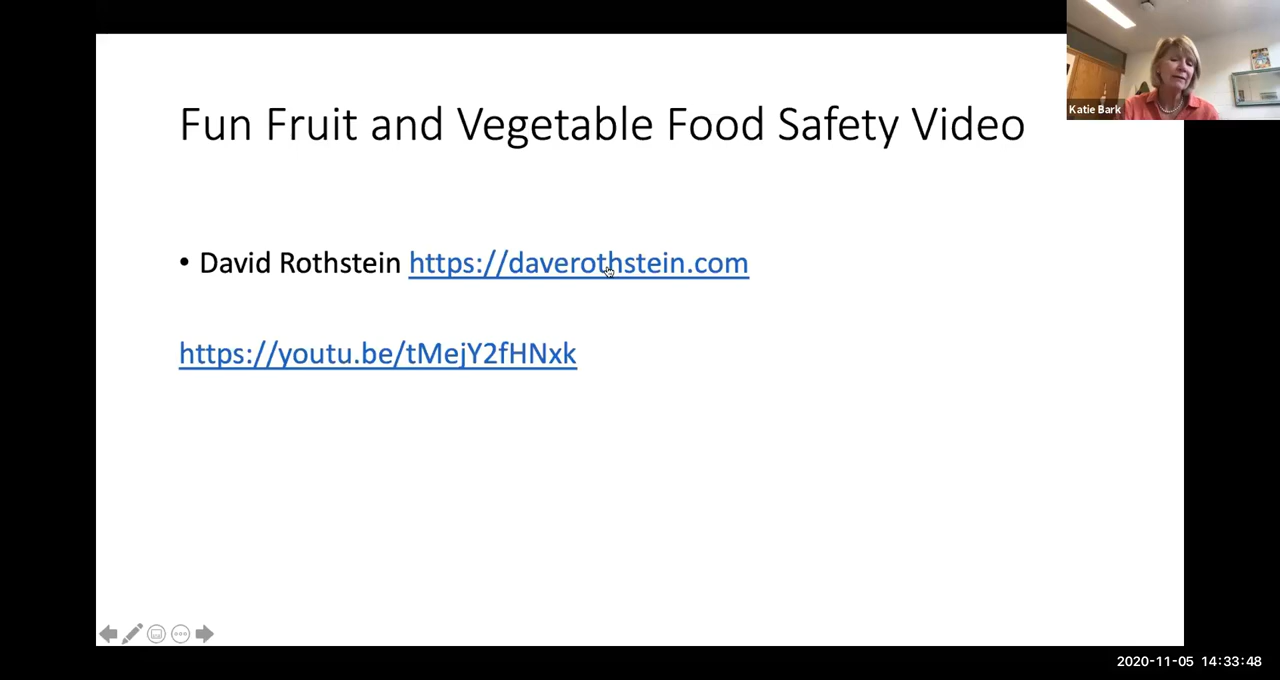 Fun Fruit and Vegetable Food Safety Video
Katie Bark
• David Rothstein https://daverothstein.com
https://youtu.be/tMejY2fHNxk
2020-11-05 14:33:48